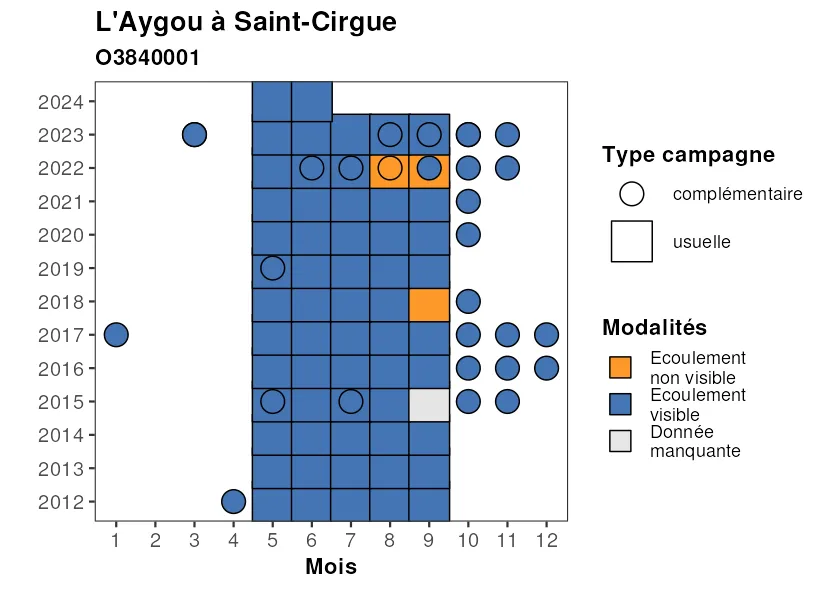 L'Aygou à Saint-Cirgue
O3840001
2024
2023
2022
2021
2020
2019
2018
2017
2016
2015
2014
2013
2012
1 2 3 4 5 6 7 8 9 10 11 12
Mois
Type campagne
complémentaire
usuelle
Modalités
Ecoulement
non visible
Ecoulement
visible
Donnée
manquante